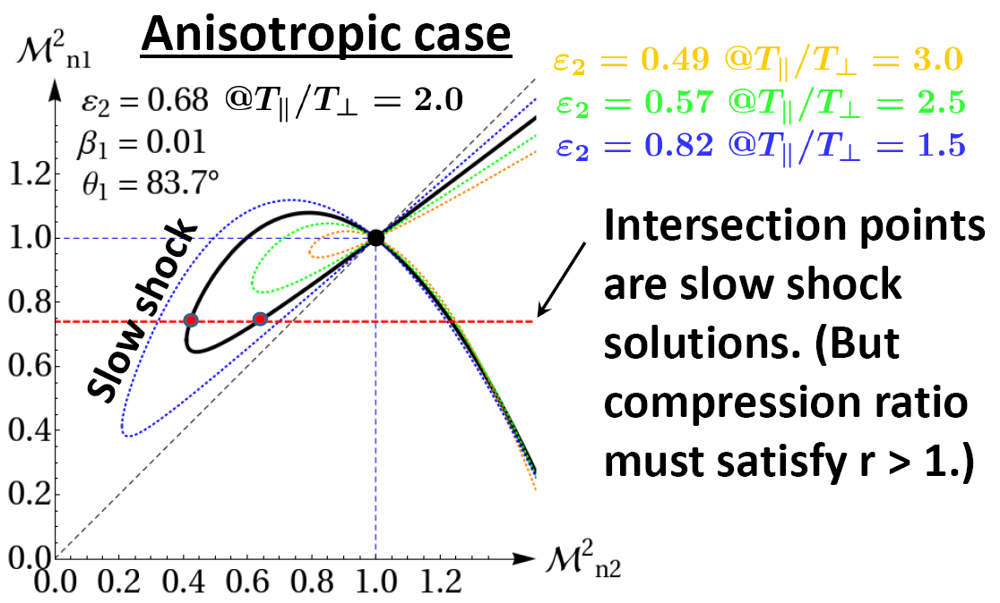 Anisotropic case
ℳ²ₙ₁
ε₂ = 0.68 @T∥/T⊥ = 2.0
β₁ = 0.01
θ₁ = 83.7°
ε₂ = 0.49 @T∥/T⊥ = 3.0
ε₂ = 0.57 @T∥/T⊥ = 2.5
ε₂ = 0.82 @T∥/T⊥ = 1.5
Slow shock
Intersection points
are slow shock
solutions. (But
compression ratio
must satisfy r > 1.)
1.2
1.0
0.8
0.6
0.4
0.2
0.0
0.0 0.2 0.4 0.6 0.8 1.0 1.2
ℳ²ₙ₂